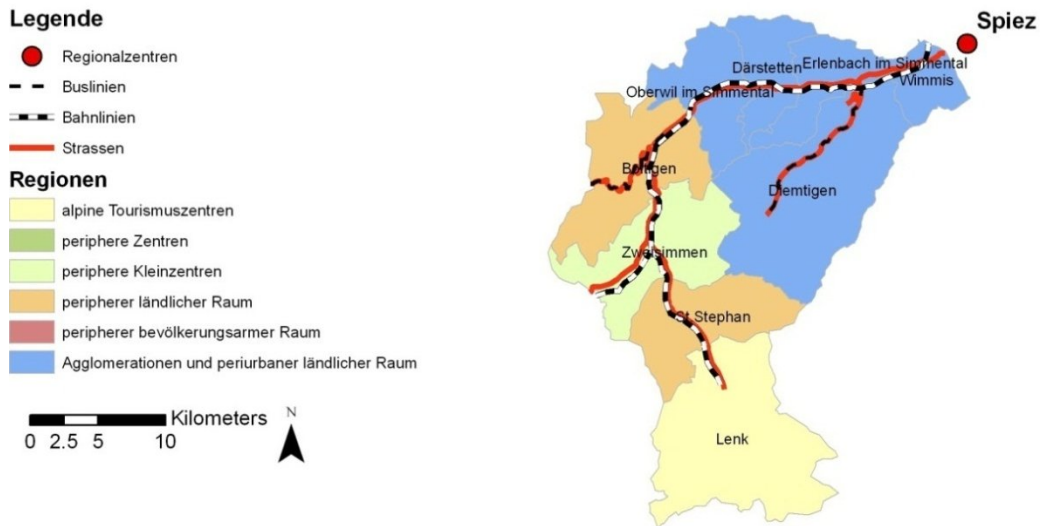 Legende
Regionalzentren
Buslinien
Bahnlinien
Strassen
Regionen
alpine Tourismuszentren
periphere Zentren
periphere Kleinzentren
peripherer ländlicher Raum
peripherer bevölkerungsarmer Raum
Agglomerationen und periurbaner ländlicher Raum
Kilometers
0 2.5 5 10
N
Spiez
Erlenbach im Simmental
Därstetten
Wimmis
Oberwil im Simmental
Boltigen
Diemtigen
Zweisimmen
St Stephan
Lenk